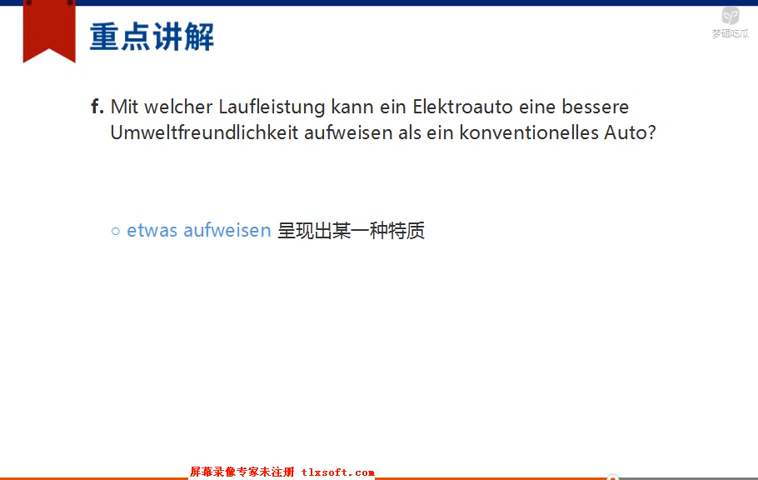 重点讲解
梦硒吃瓜
f. Mit welcher Laufleistung kann ein Elektroauto eine bessere
Umweltfreundlichkeit aufweisen als ein konventionelles Auto?
○ etwas aufweisen 呈现出某一种特质
屏幕录像专家未注册 tlxsoft.com